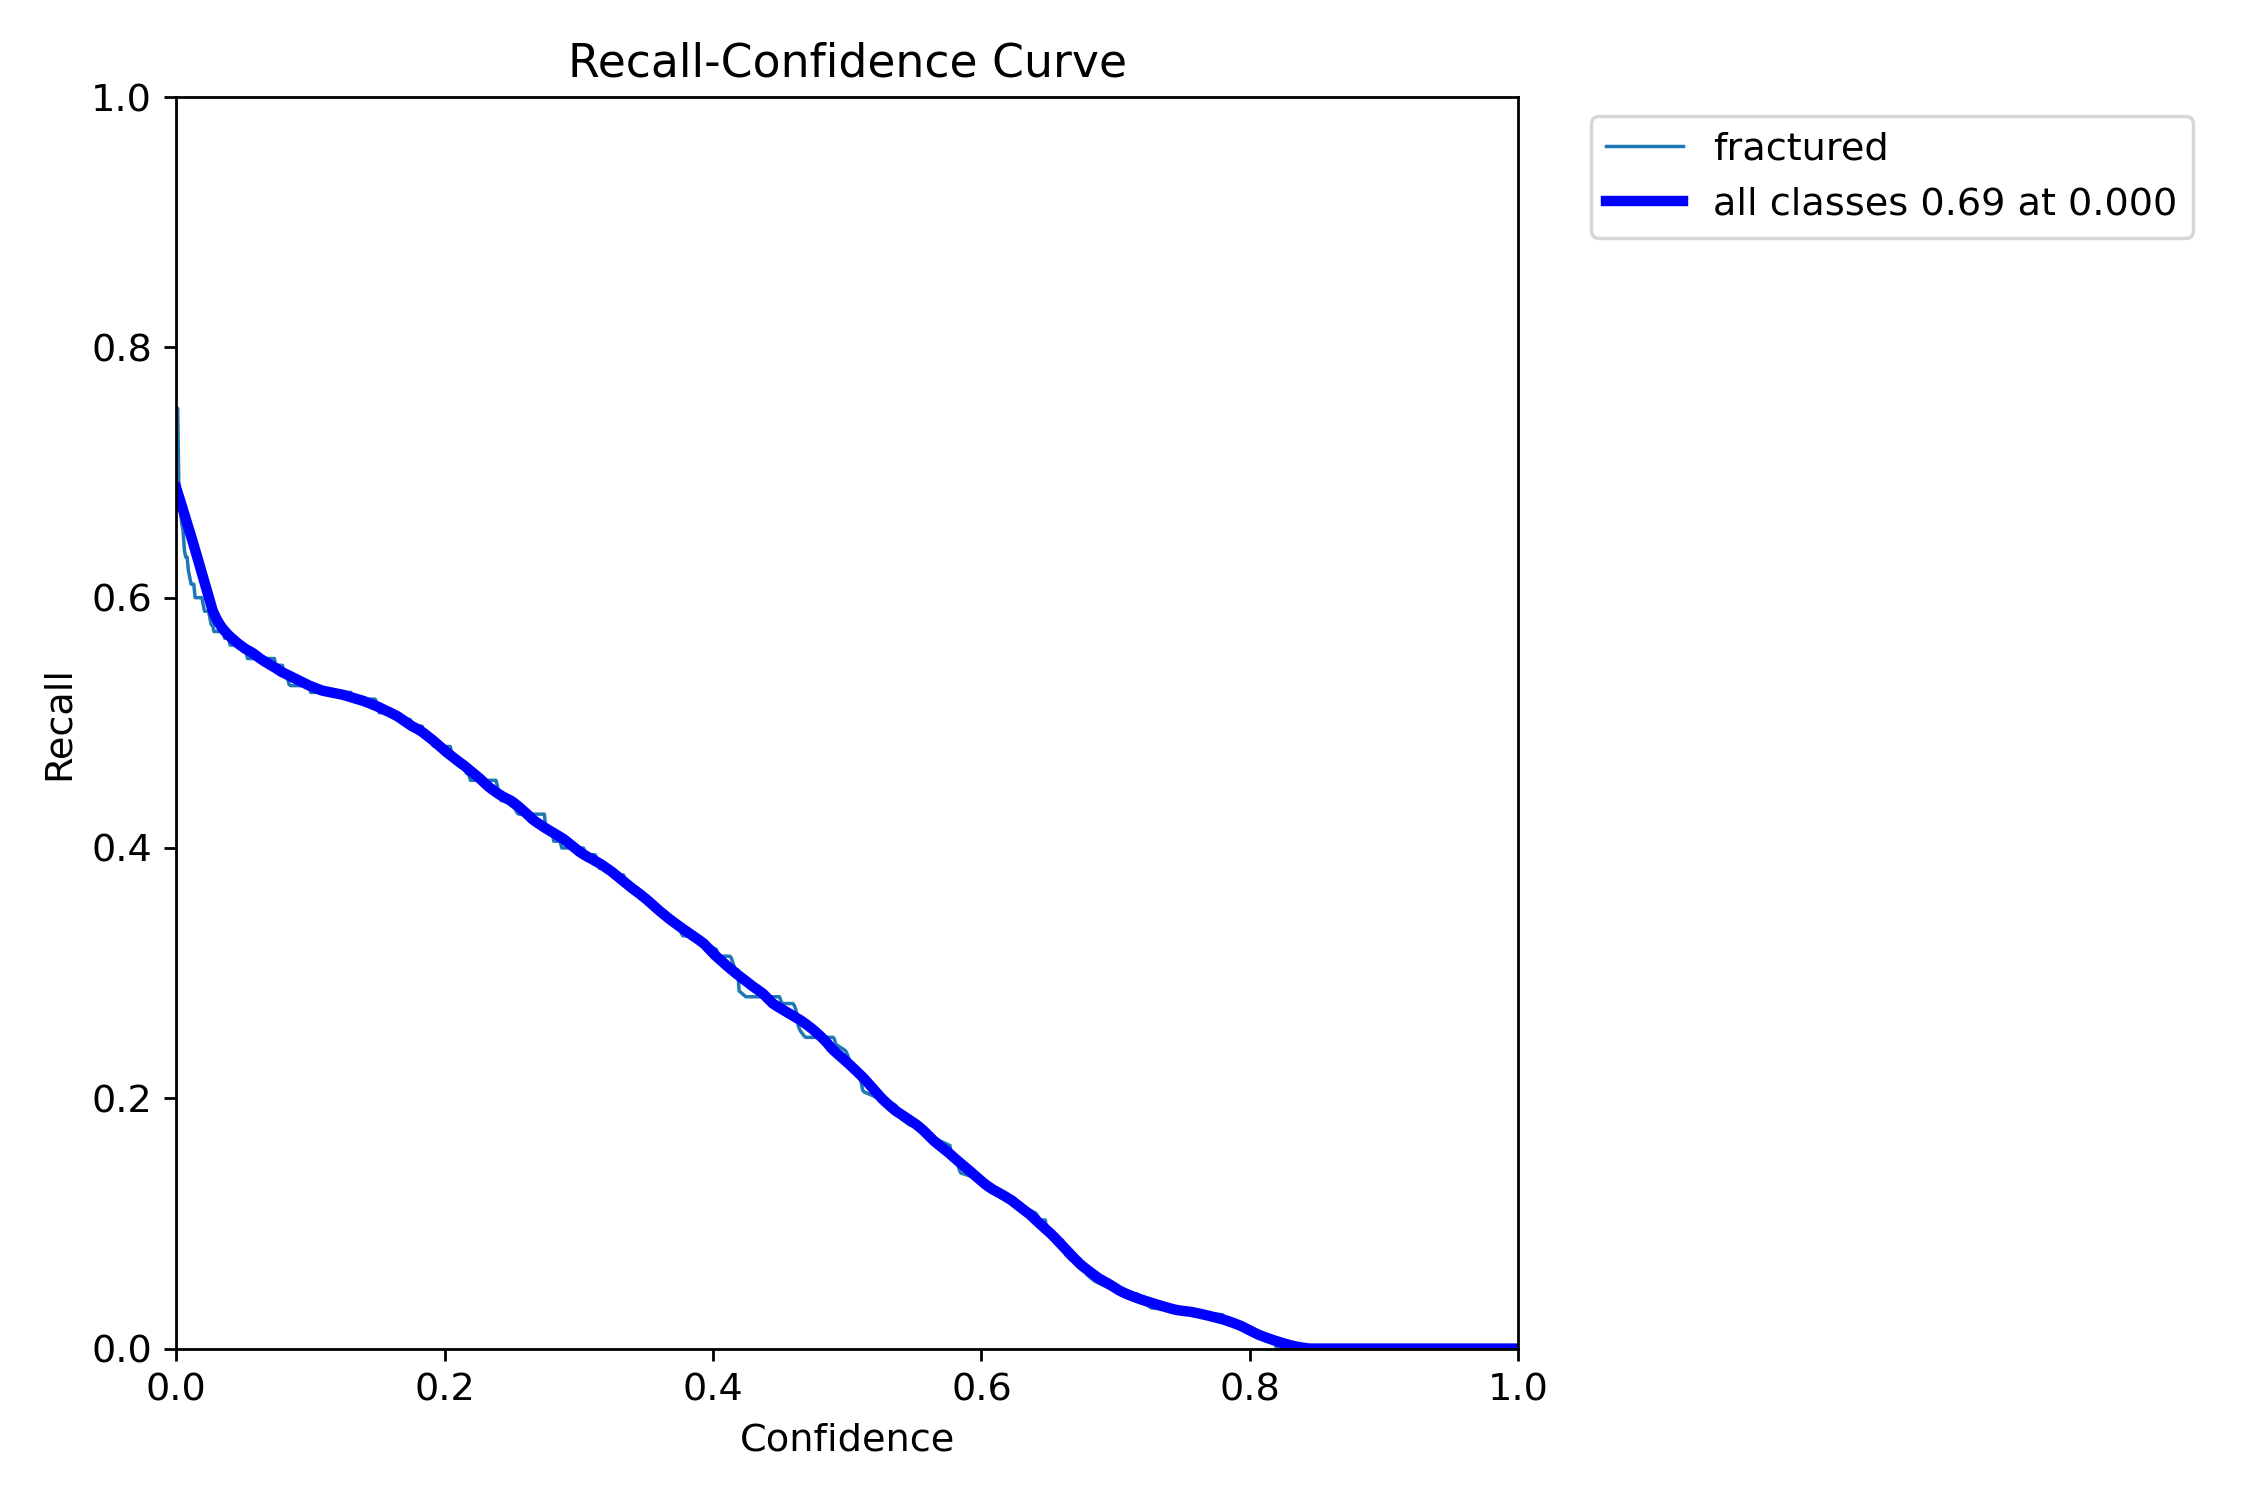 Recall-Confidence Curve
1.0
0.8
0.6
0.4
0.2
0.0
Recall
0.0 0.2 0.4 0.6 0.8 1.0
Confidence
fractured
all classes 0.69 at 0.000